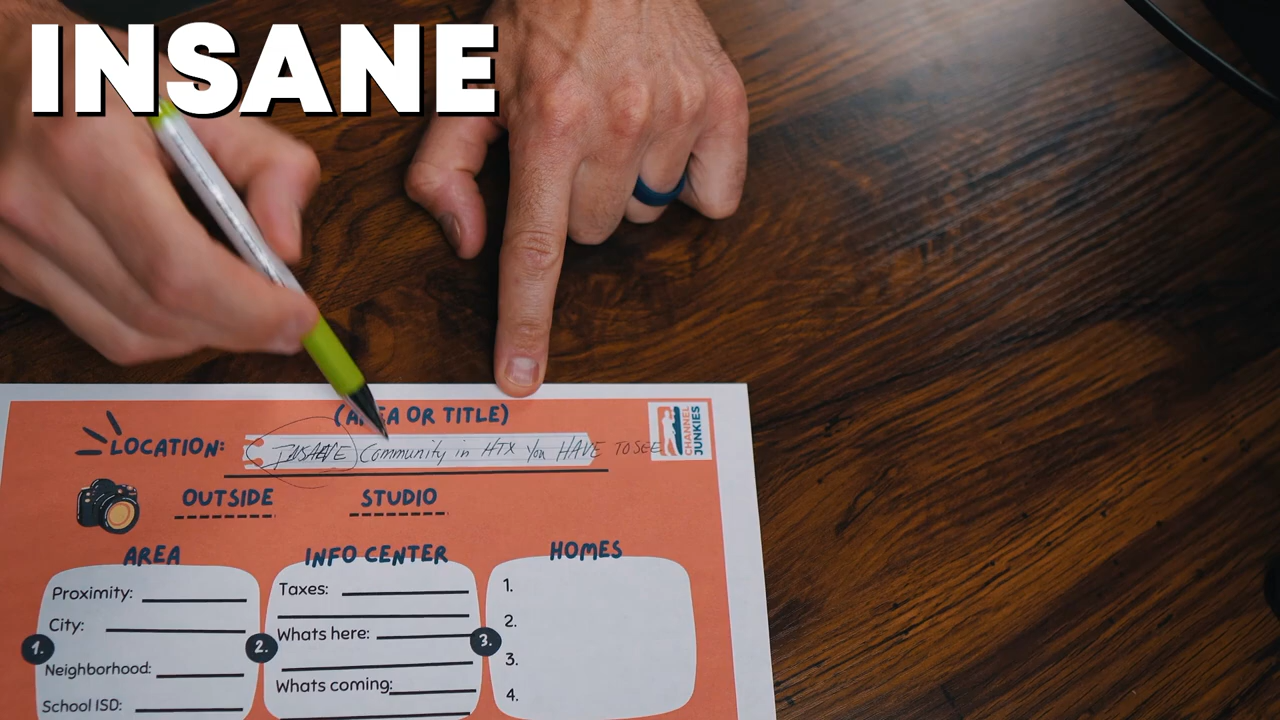 INSANE
(AREA OR TITLE)
LOCATION: INSANE Community in HTX You HAVE TO SEE
CHANNEL
JUNKIES
OUTSIDE STUDIO
AREA INFO CENTER HOMES
Proximity:
City:
Neighborhood:
School ISD:
1.
Taxes:
Whats here:
Whats coming:
2.
1.
2.
3.
4.
3.